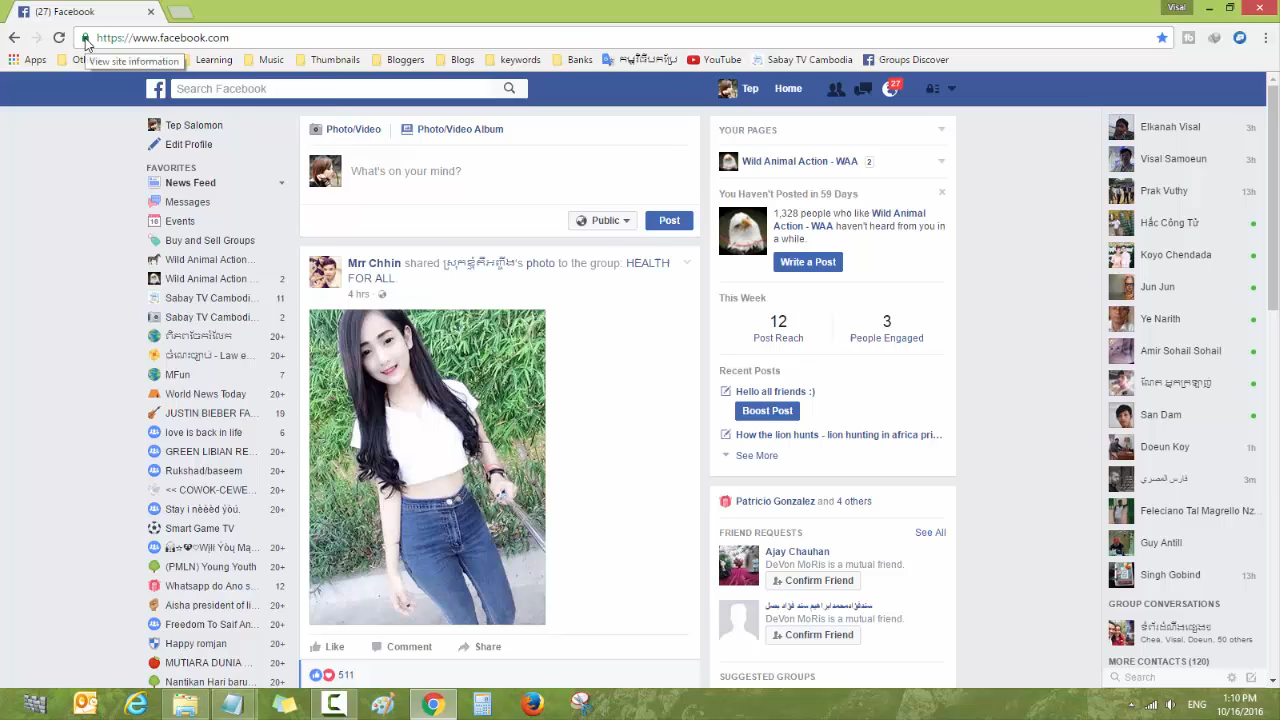 (27) Facebook
Visal
https://www.facebook.com
View site information
Apps
Learning
Music
Thumbnails
Bloggers
Blogs
keywords
Banks
YouTube
Sabay TV Cambodia
Groups Discover
Search Facebook
Tep
Home
27
Tep Salomon
Edit Profile
FAVORITES
News Feed
Messages
Events
Buy and Sell Groups
Wild Animal Action...
Wild Animal Action... 2
Sabay TV Cambodi... 11
Sabay TV Cambodi... 2
20+
- Law e... 20+
MFun 7
World News Today 20+
JUSTIN BIEBER FA... 19
love is back in life 6
GREEN LIBIAN RE... 20+
Rukshad/baseem 20+
<< COWOK-CEWE... 20+
Stay i nèèèd ýóù. 20+
Smart Game TV 20+
20+
(PMLN) Young Youth 20+
Whatsapp do Ano s... 12
Aisha president of li... 20+
Freedom To Saif An... 20+
Happy romjan 20+
MUTIARA DUNIA ... 20+
Nantikan Hari baru... 20+
Photo/Video
Photo/Video Album
What's on your mind?
Public
Post
Mrr Chhin shared 's photo to the group: HEALTH
FOR ALL.
4 hrs ·
Like
Comment
Share
511
YOUR PAGES
Wild Animal Action - WAA 2
You Haven't Posted in 59 Days
1,328 people who like Wild Animal
Action - WAA haven't heard from you in
a while.
Write a Post
This Week
12 3
Post Reach People Engaged
Recent Posts
Hello all friends :)
Boost Post
How the lion hunts - lion hunting in africa pri...
See More
Patricio Gonzalez and 4 others
FRIEND REQUESTS See All
Ajay Chauhan
DeVon MoRis is a mutual friend.
Confirm Friend
DeVon MoRis is a mutual friend.
Confirm Friend
SUGGESTED GROUPS
Elkanah Visal 3h
Visal Samoeun 3h
Prak Vuthy 13h
Hắc Công Tử
Koyo Chendada
Jun Jun
Ye Narith
Amir Sohail Sohail
San Dam
Doeun Koy 1h
فارس المصري 3m
Feleciano Tal Magrello Nz...
Guy Antill
Singh Gobind 13h
GROUP CONVERSATIONS
Chea, Visal, Doeun, 50 others
MORE CONTACTS (120)
Search
ENG
1:10 PM
10/16/2016